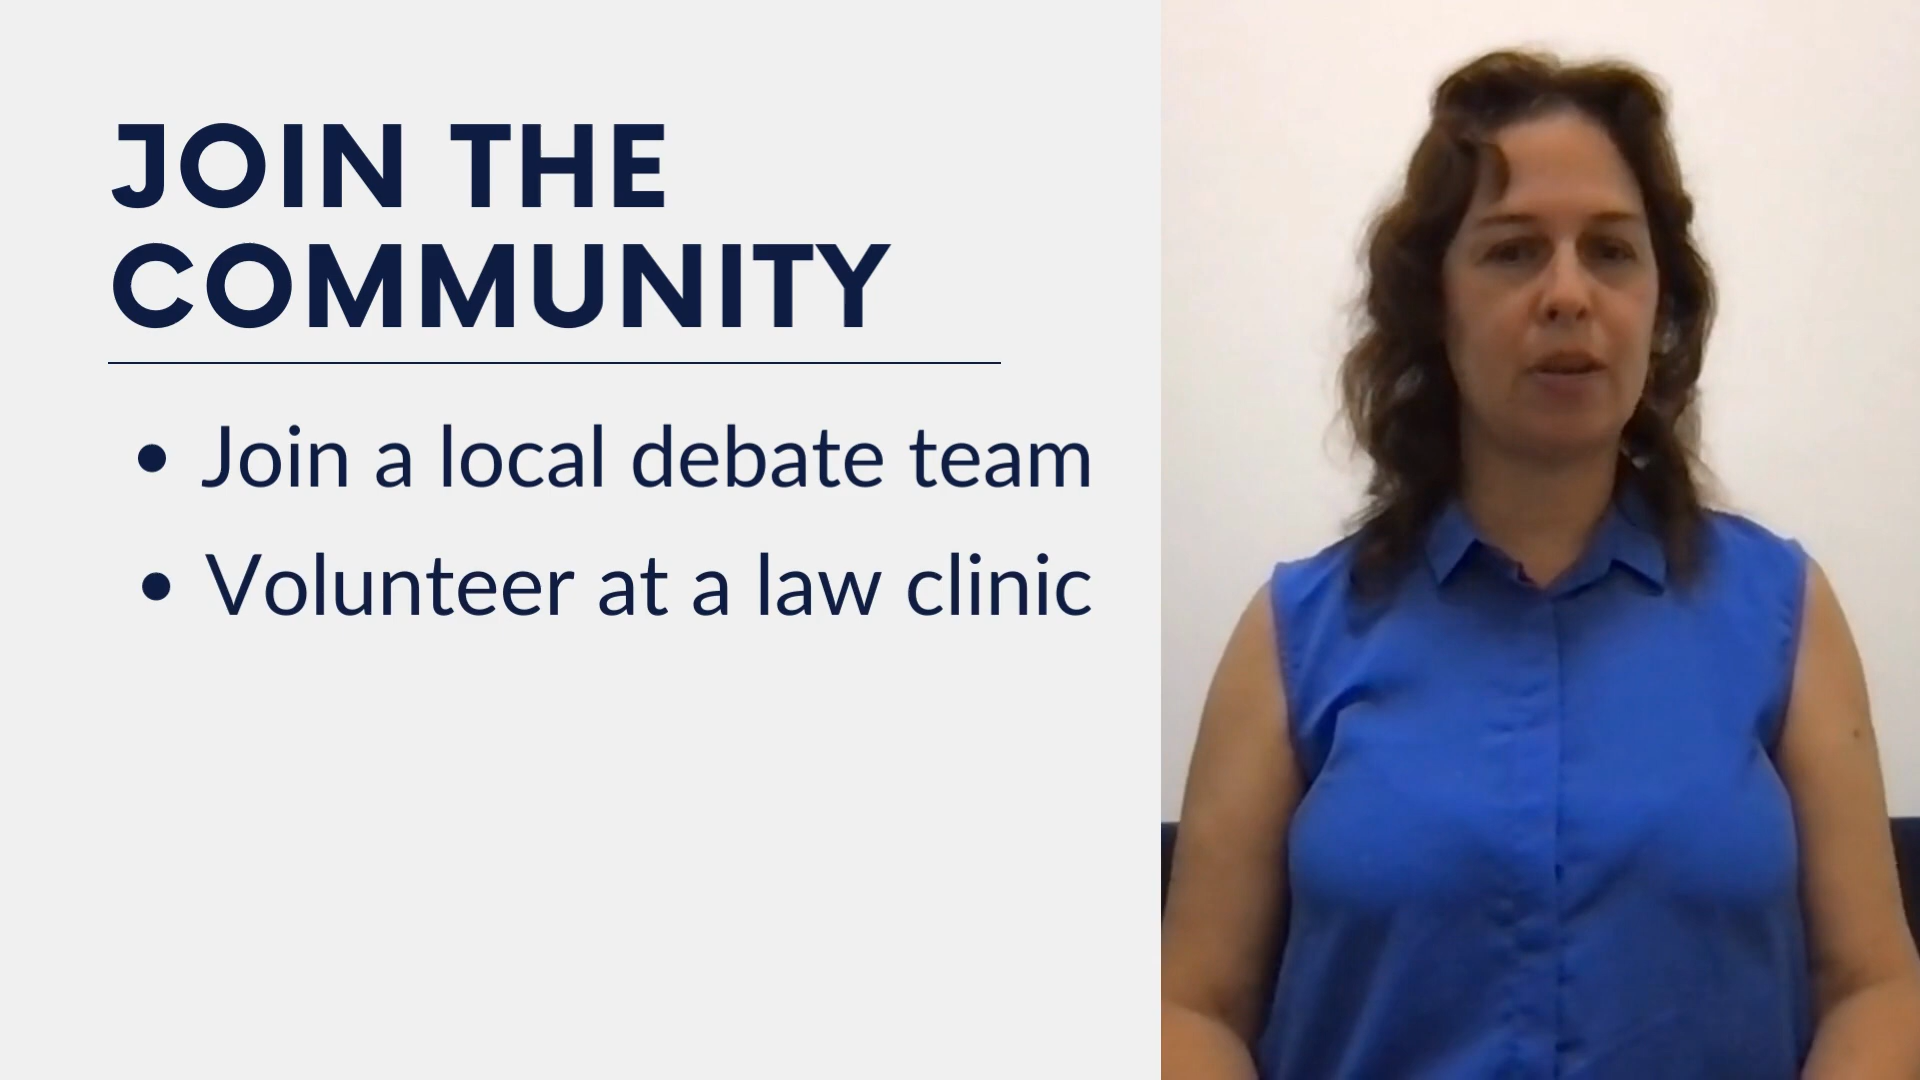 JOIN THE
COMMUNITY
• Join a local debate team
• Volunteer at a law clinic